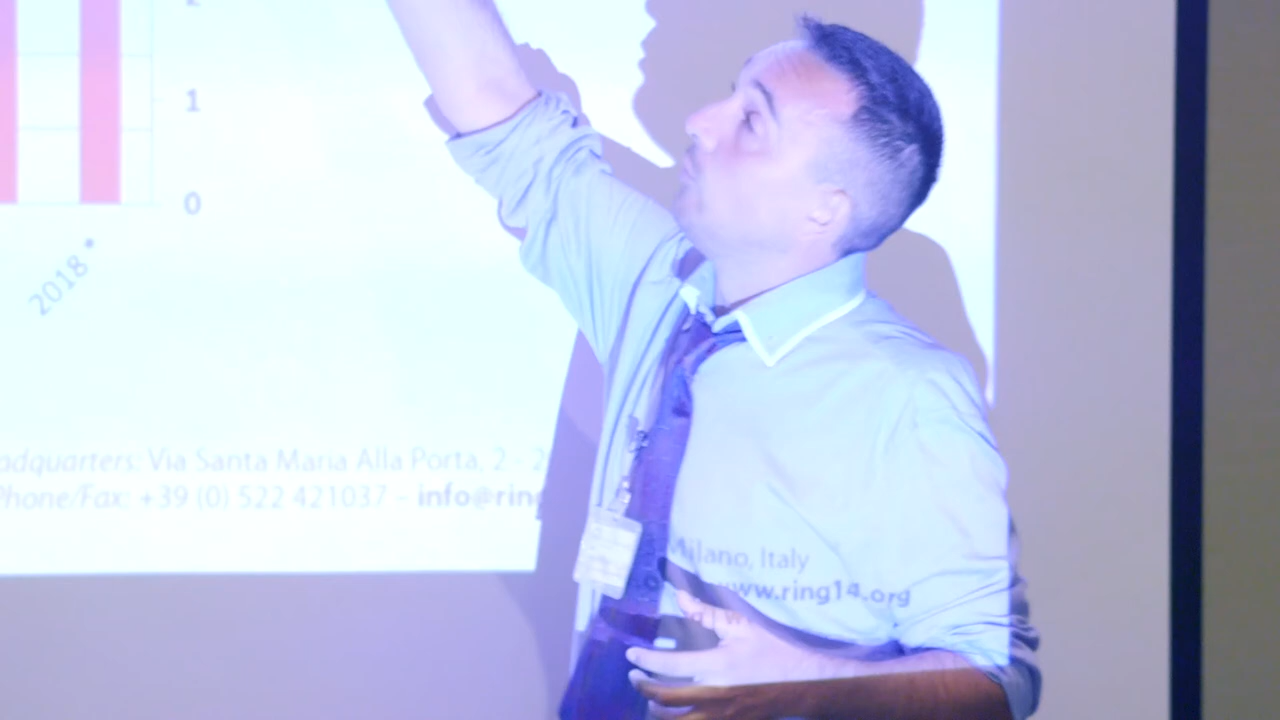 1
0
2018 *
adquarters: Via Santa Maria Alla Porta, 2 - 2
Milano, Italy
Phone/Fax: +39 (0) 522 421037 - info@ring
www.ring14.org